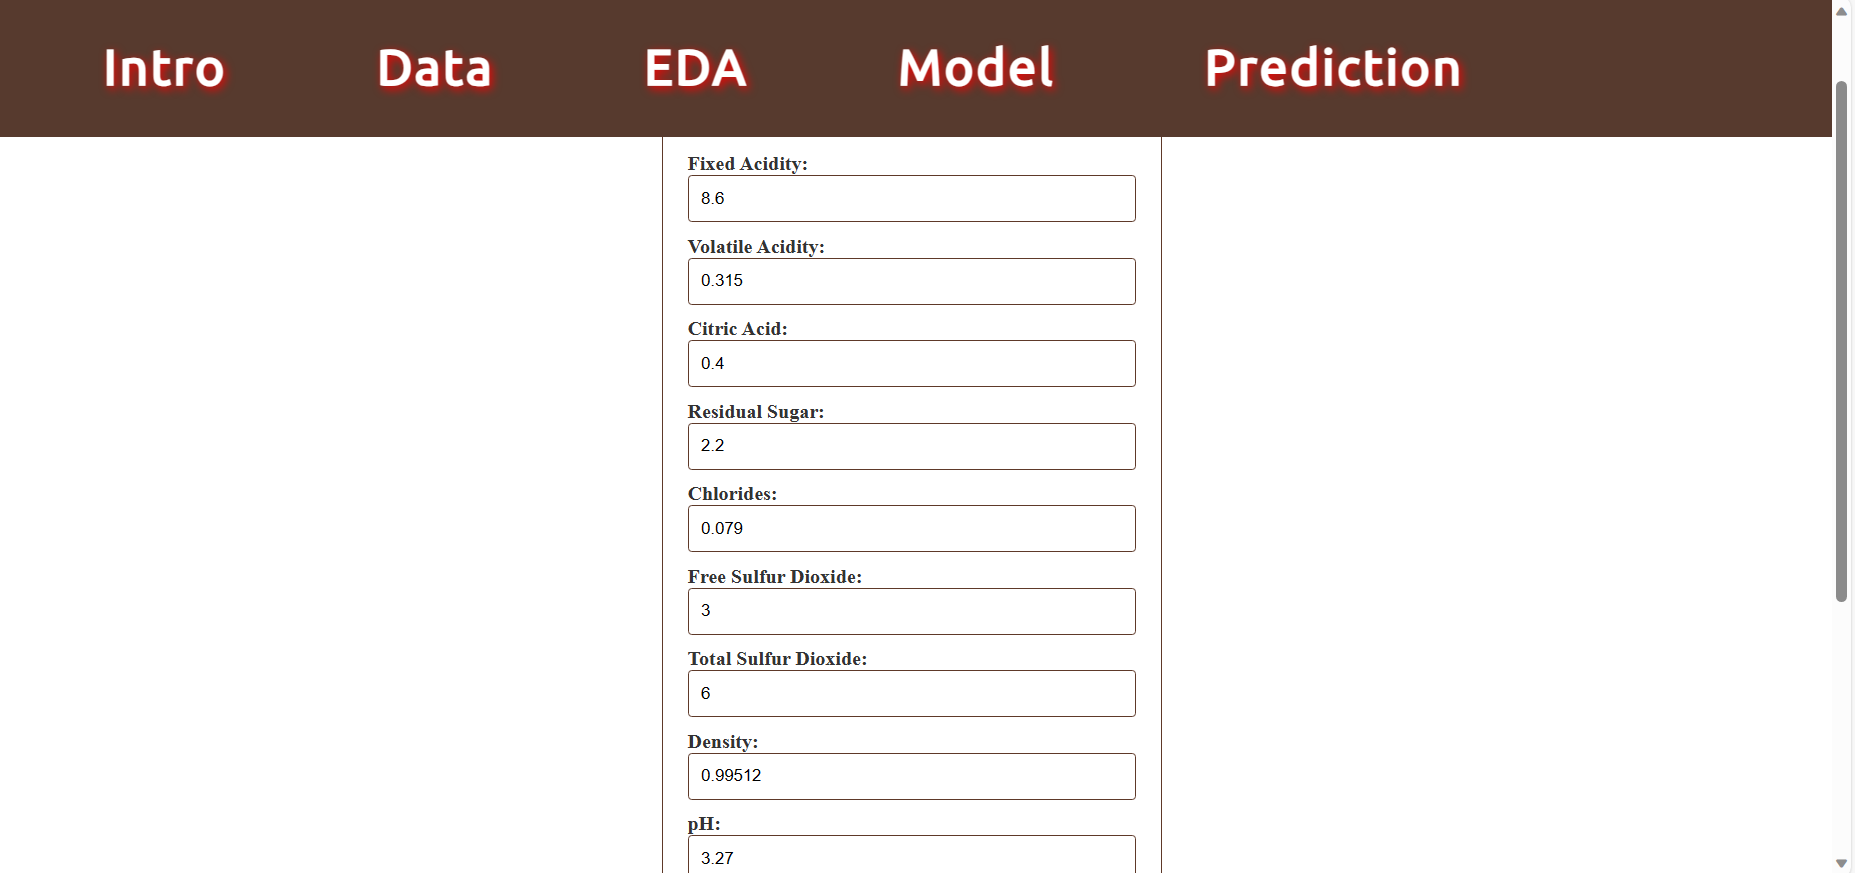 Intro Data EDA Model Prediction
Fixed Acidity:
8.6
Volatile Acidity:
0.315
Citric Acid:
0.4
Residual Sugar:
2.2
Chlorides:
0.079
Free Sulfur Dioxide:
3
Total Sulfur Dioxide:
6
Density:
0.99512
pH:
3.27